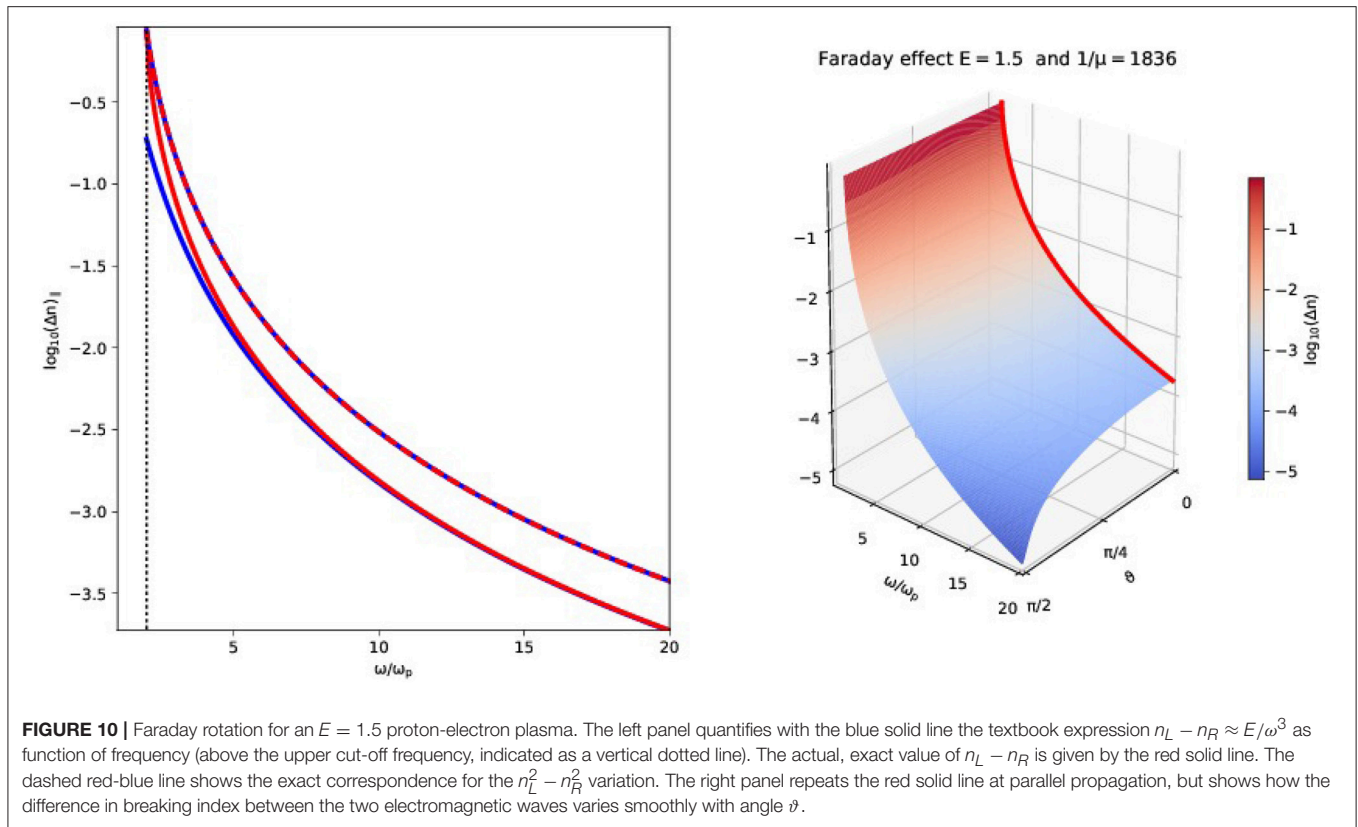 −0.5
−1.0
−1.5
−2.0
−2.5
−3.0
−3.5
log₁₀(Δn)∥
5
10
15
20
ω/ωₚ
Faraday effect E = 1.5 and 1/μ = 1836
−1
−2
−3
−4
−5
5
10
15
20
ω/ωₚ
π/2
π/4
0
ϑ
−1
−2
−3
−4
−5
log₁₀(Δn)
FIGURE 10 | Faraday rotation for an E = 1.5 proton-electron plasma. The left panel quantifies with the blue solid line the textbook expression n_L − n_R ≈ E/ω³ as
function of frequency (above the upper cut-off frequency, indicated as a vertical dotted line). The actual, exact value of n_L − n_R is given by the red solid line. The
dashed red-blue line shows the exact correspondence for the n_L² − n_R² variation. The right panel repeats the red solid line at parallel propagation, but shows how the
difference in breaking index between the two electromagnetic waves varies smoothly with angle ϑ.